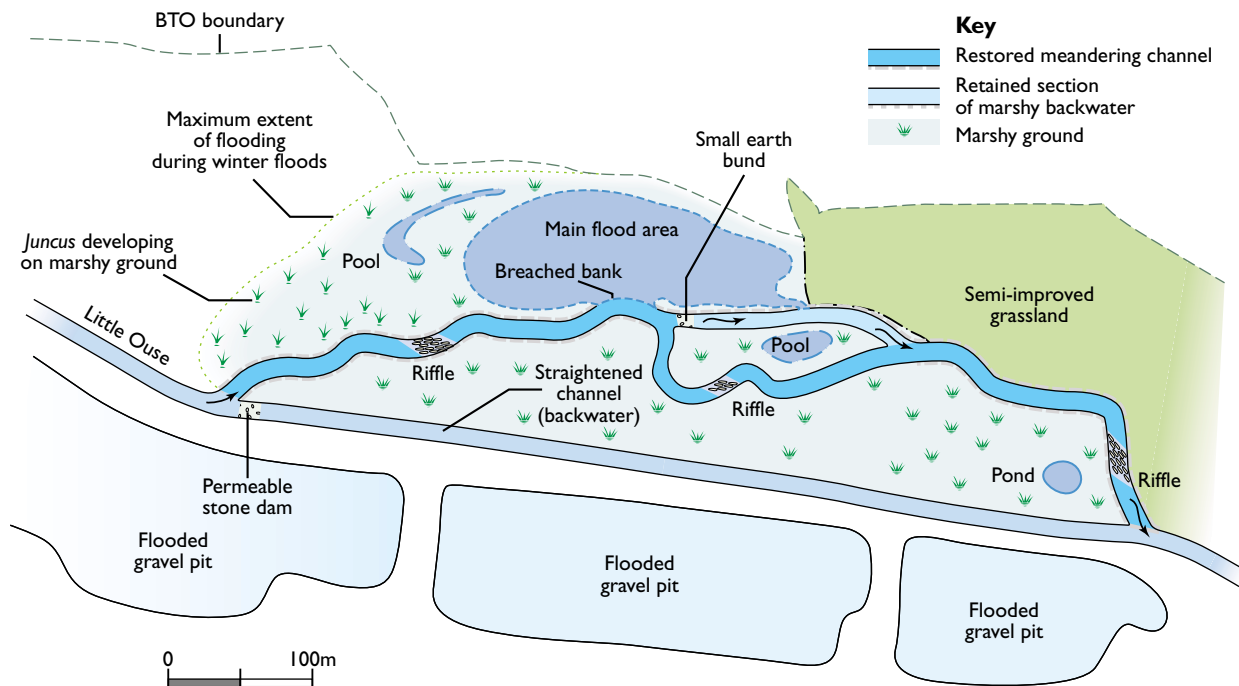 BTO boundary
Key
Restored meandering channel
Retained section
of marshy backwater
Marshy ground
Maximum extent
of flooding
during winter floods
Small earth
bund
Juncus developing
on marshy ground
Pool
Main flood area
Breached bank
Semi-improved
grassland
Little Ouse
Riffle
Straightened
channel
(backwater)
Pool
Riffle
Pond
Riffle
Permeable
stone dam
Flooded
gravel pit
Flooded
gravel pit
Flooded
gravel pit
0
100m